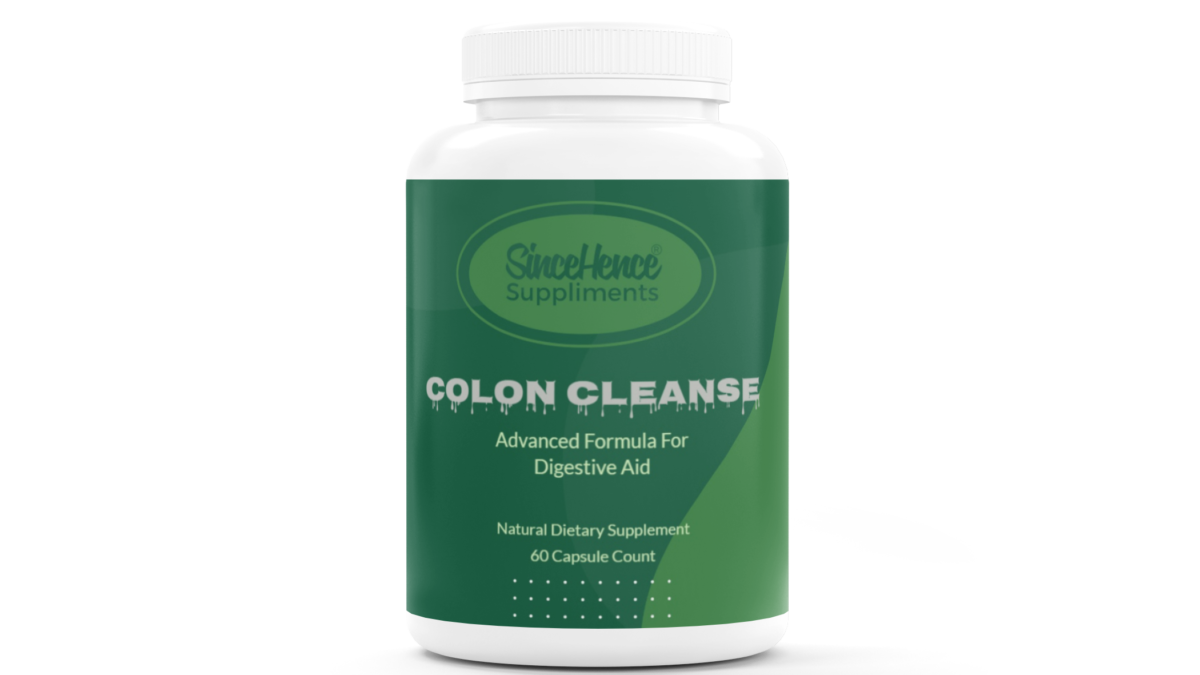 SinceHence®
Suppliments
COLON CLEANSE
Advanced Formula For
Digestive Aid
Natural Dietary Supplement
60 Capsule Count